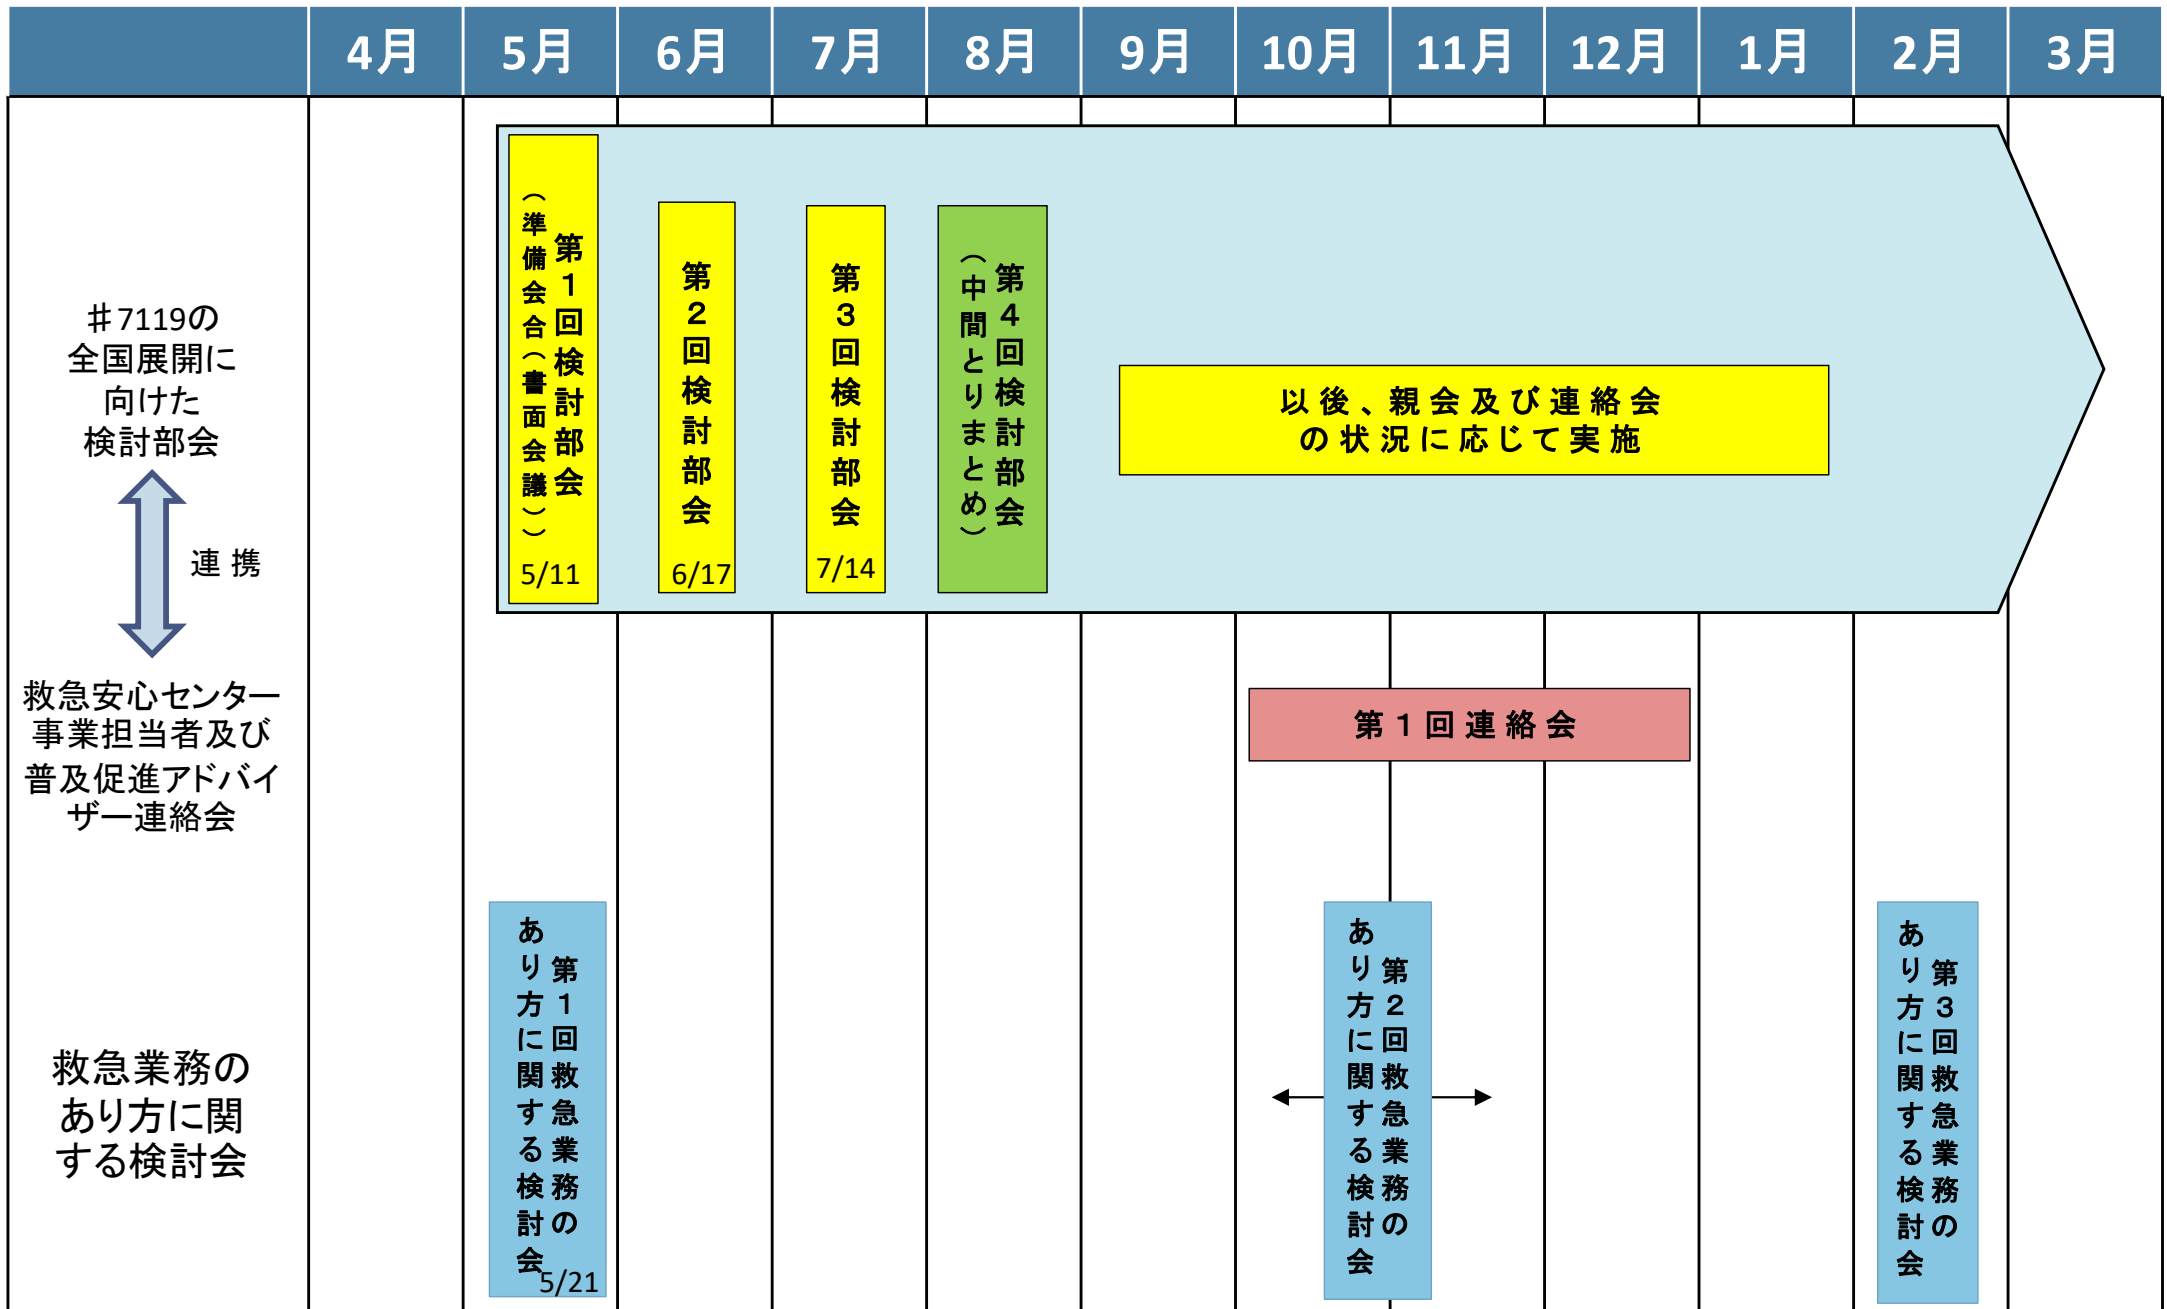 4月
5月
6月
7月
8月
9月
10月
11月
12月
1月
2月
3月
♯7119の
全国展開に
向けた
検討部会
連携
救急安心センター
事業担当者及び
普及促進アドバイ
ザー連絡会
救急業務の
あり方に関
する検討会
第1回検討部会
（準備会合（書面会議））
5/11
第2回検討部会
6/17
第3回検討部会
7/14
第4回検討部会
（中間とりまとめ）
以後、親会及び連絡会
の状況に応じて実施
第1回連絡会
第1回救急業務の
あり方に関する検討会
5/21
第2回救急業務の
あり方に関する検討会
第3回救急業務の
あり方に関する検討会